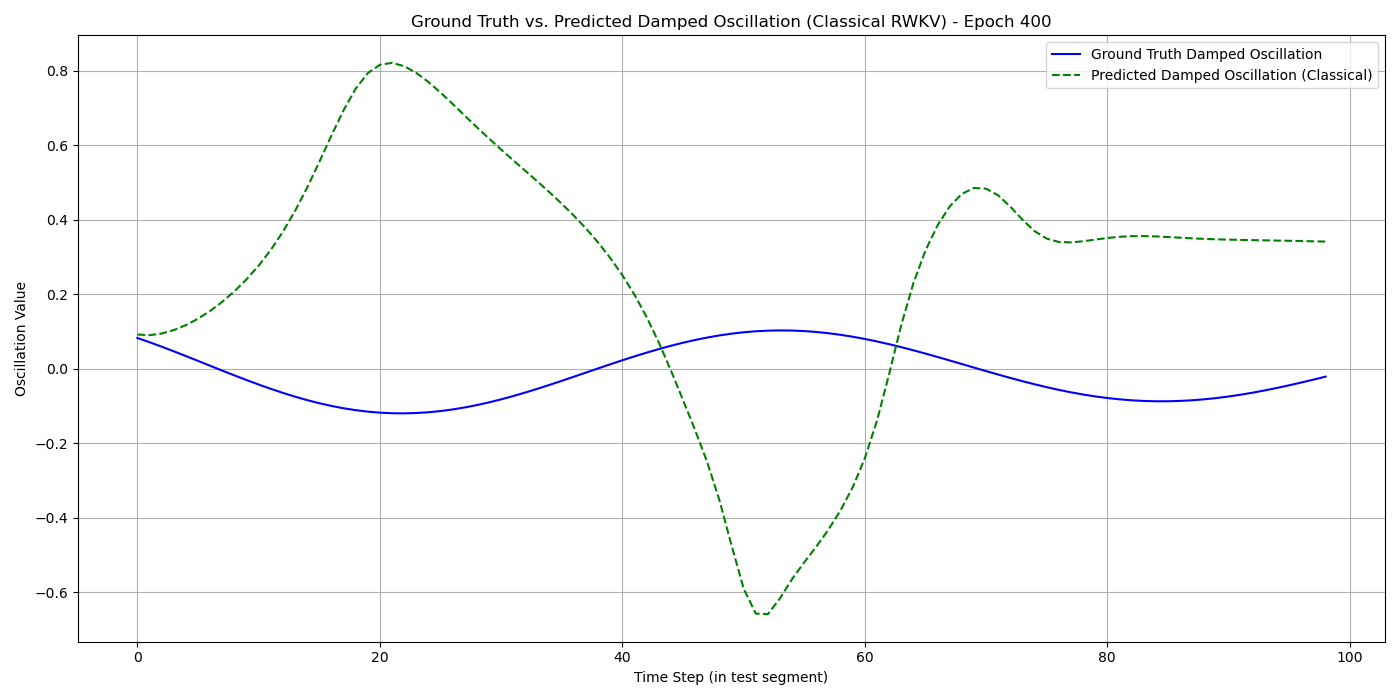 Ground Truth vs. Predicted Damped Oscillation (Classical RWKV) - Epoch 400
Ground Truth Damped Oscillation
Predicted Damped Oscillation (Classical)
Oscillation Value
0.8
0.6
0.4
0.2
0.0
−0.2
−0.4
−0.6
0 20 40 60 80 100
Time Step (in test segment)